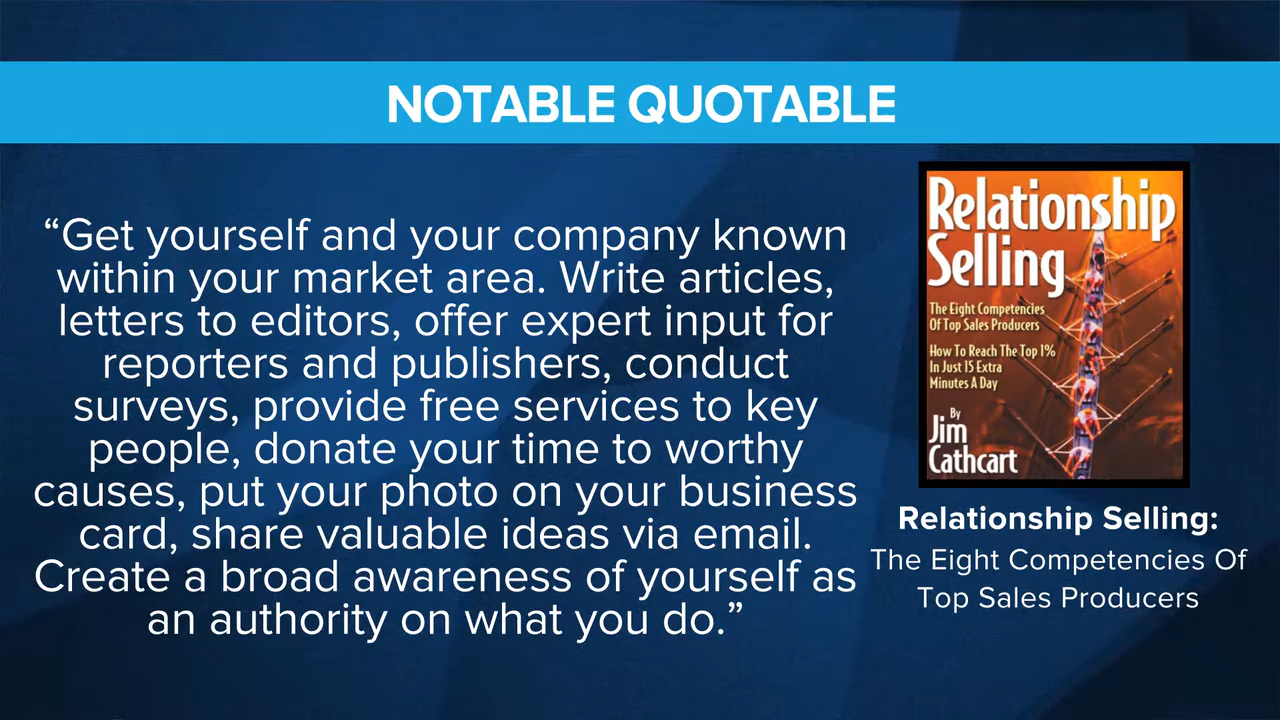 NOTABLE QUOTABLE
“Get yourself and your company known
within your market area. Write articles,
letters to editors, offer expert input for
reporters and publishers, conduct
surveys, provide free services to key
people, donate your time to worthy
causes, put your photo on your business
card, share valuable ideas via email.
Create a broad awareness of yourself as
an authority on what you do.”
Relationship
Selling
The Eight Competencies
Of Top Sales Producers
How To Reach The Top 1%
In Just 15 Extra
Minutes A Day
By
Jim
Cathcart
Relationship Selling:
The Eight Competencies Of
Top Sales Producers